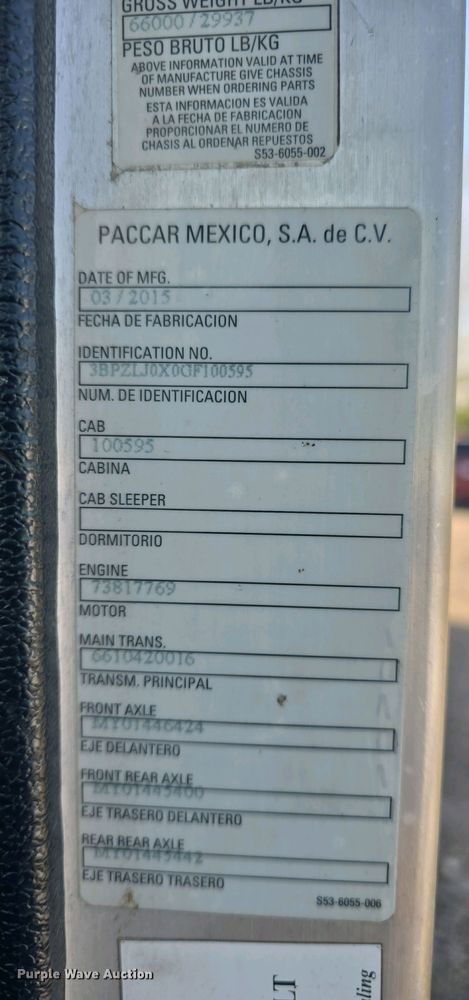 GROSS WEIGHT LB/KG
66000/29937
PESO BRUTO LB/KG
ABOVE INFORMATION VALID AT TIME
OF MANUFACTURE GIVE CHASSIS
NUMBER WHEN ORDERING PARTS
ESTA INFORMACION ES VALIDA
A LA FECHA DE FABRICACION
PROPORCIONAR EL NUMERO DE
CHASIS AL ORDENAR REPUESTOS
S53-6055-002
PACCAR MEXICO, S.A. de C.V.
DATE OF MFG.
03/2015
FECHA DE FABRICACION
IDENTIFICATION NO.
3BPZLJ0X0GF100595
NUM. DE IDENTIFICACION
CAB
100595
CABINA
CAB SLEEPER
DORMITORIO
ENGINE
73817769
MOTOR
MAIN TRANS.
6610420016
TRANSM. PRINCIPAL
FRONT AXLE
MY01446424
EJE DELANTERO
FRONT REAR AXLE
MY01445400
EJE TRASERO DELANTERO
REAR REAR AXLE
MY01445442
EJE TRASERO TRASERO
S53-6055-006
Purple Wave Auction